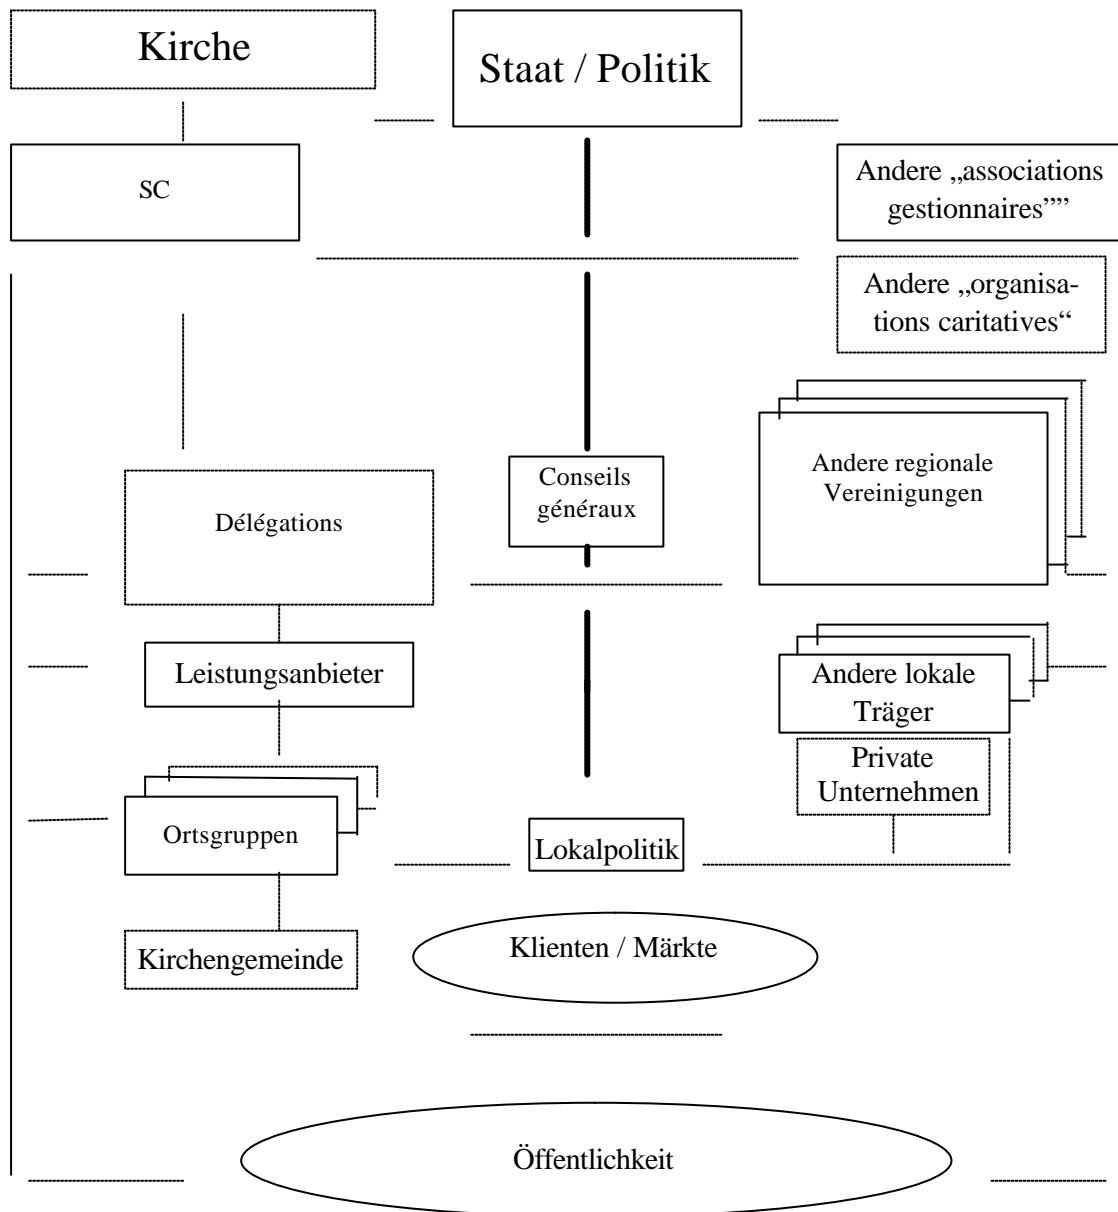 Kirche
Staat / Politik
SC
Andere „associations
gestionnaires””
Andere „organisa-
tions caritatives“
Andere regionale
Vereinigungen
Conseils
généraux
Délégations
Leistungsanbieter
Andere lokale
Träger
Private
Unternehmen
Ortsgruppen
Lokalpolitik
Kirchengemeinde
Klienten / Märkte
Öffentlichkeit